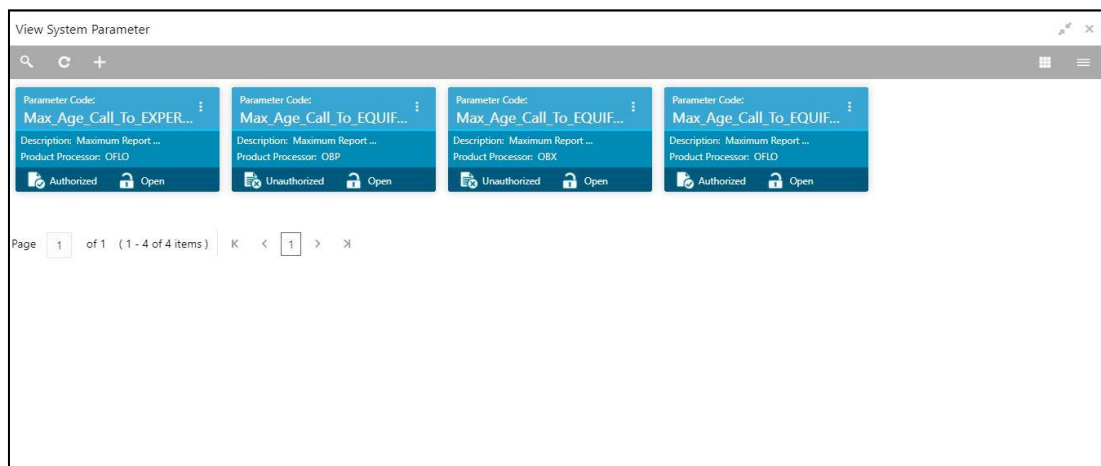 View System Parameter
Parameter Code:
Max_Age_Call_To_EXPER...
Description: Maximum Report ...
Product Processor: OFLO
Authorized Open
Parameter Code:
Max_Age_Call_To_EQUIF...
Description: Maximum Report ...
Product Processor: OBP
Unauthorized Open
Parameter Code:
Max_Age_Call_To_EQUIF...
Description: Maximum Report ...
Product Processor: OBX
Unauthorized Open
Parameter Code:
Max_Age_Call_To_EQUIF...
Description: Maximum Report ...
Product Processor: OFLO
Authorized Open
Page 1 of 1 (1 - 4 of 4 items) 1